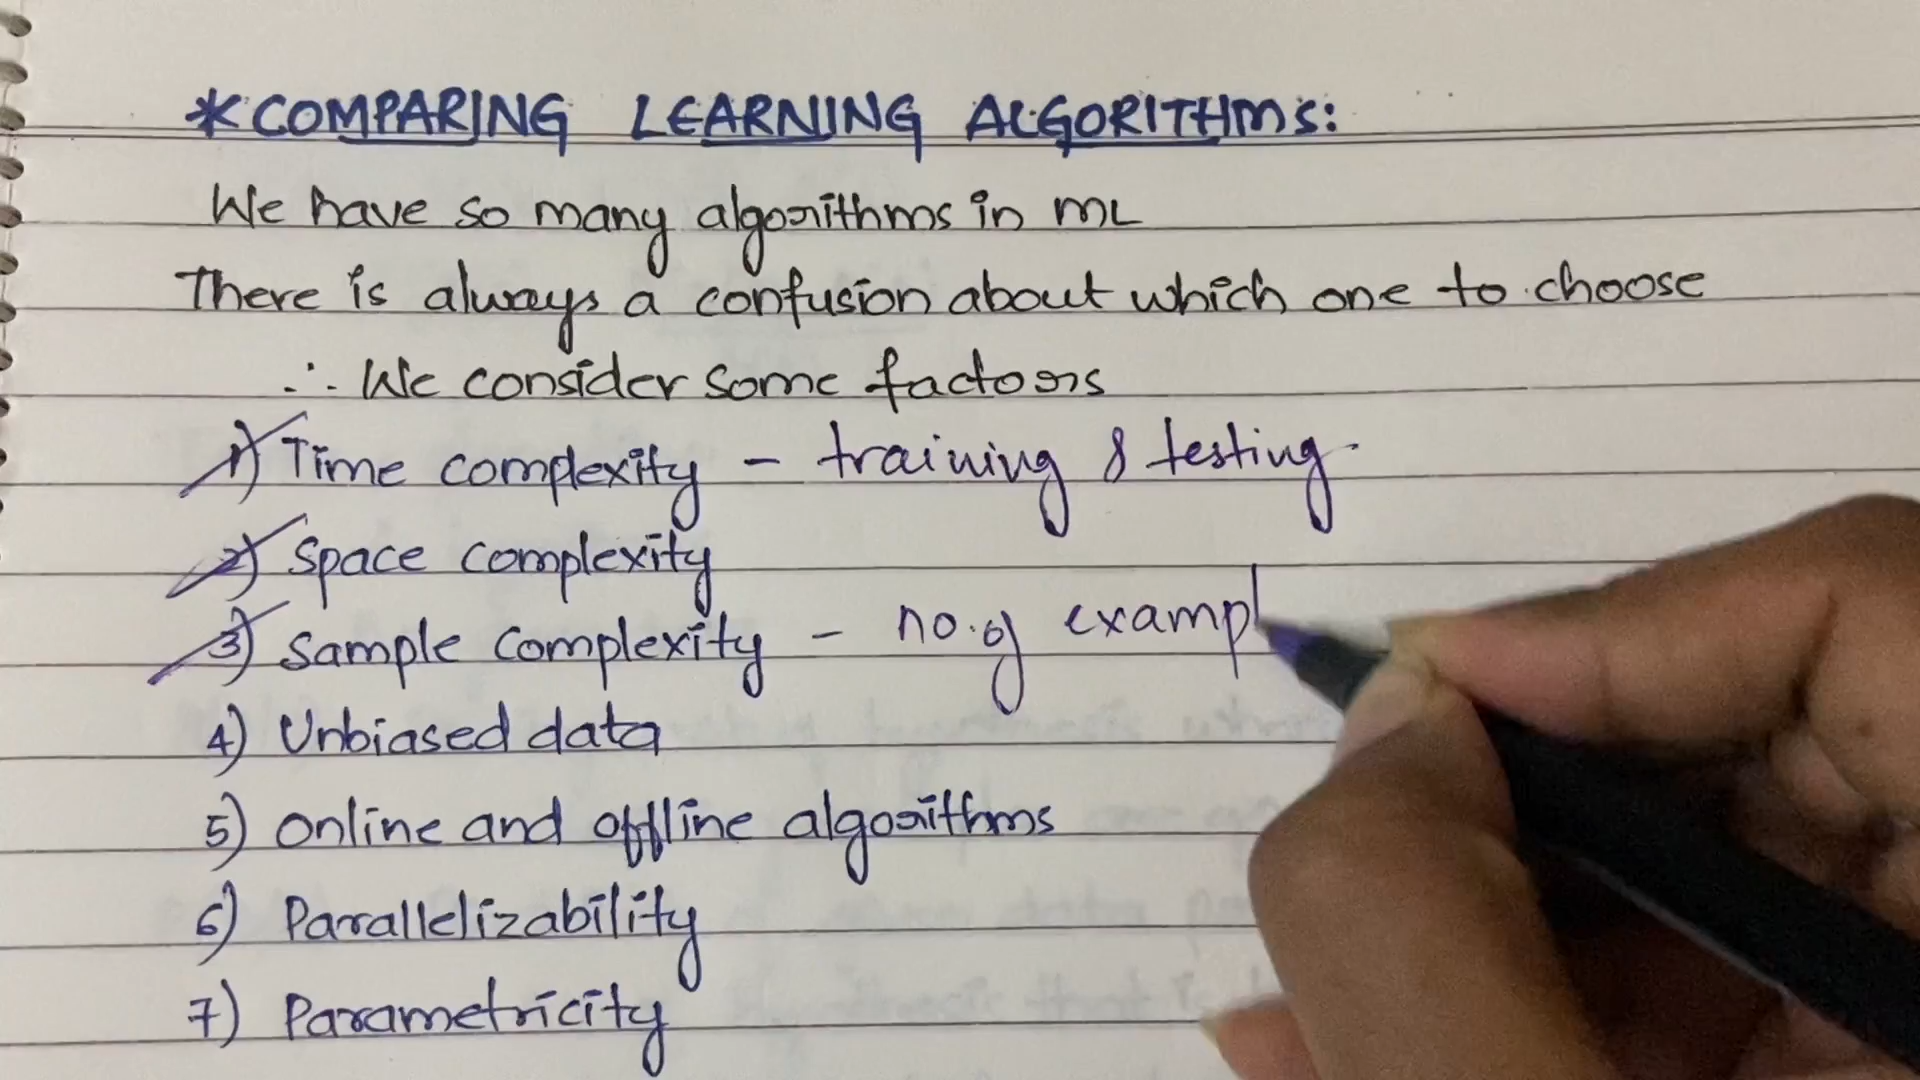 *COMPARING LEARNING ALGORITHMS:
We have so many algorithms in ML
There is always a confusion about which one to choose
∴ We consider some factors
1) Time complexity - training & testing.
2) Space complexity
3) Sample complexity - no. of exampl
4) Unbiased data
5) Online and offline algorithms
6) Parallelizability
7) Parametricity